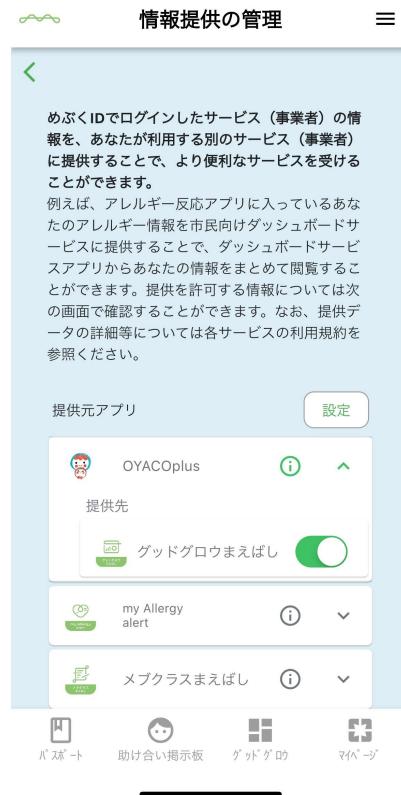 情報提供の管理
めぶくIDでログインしたサービス（事業者）の情
報を、あなたが利用する別のサービス（事業者）
に提供することで、より便利なサービスを受ける
ことができます。
例えば、アレルギー反応アプリに入っているあな
たのアレルギー情報を市民向けダッシュボードサ
ービスに提供することで、ダッシュボードサービ
スアプリからあなたの情報をまとめて閲覧するこ
とができます。提供を許可する情報については次
の画面で確認することができます。なお、提供デ
ータの詳細等については各サービスの利用規約を
参照ください。
提供元アプリ
設定
OYACOplus
提供先
グッドグロウまえばし
my Allergy
alert
メブクラスまえばし
ﾊﾟｽﾎﾟｰﾄ
助け合い掲示板
ｸﾞｯﾄﾞｸﾞﾛｳ
ﾏｲﾍﾟｰｼﾞ